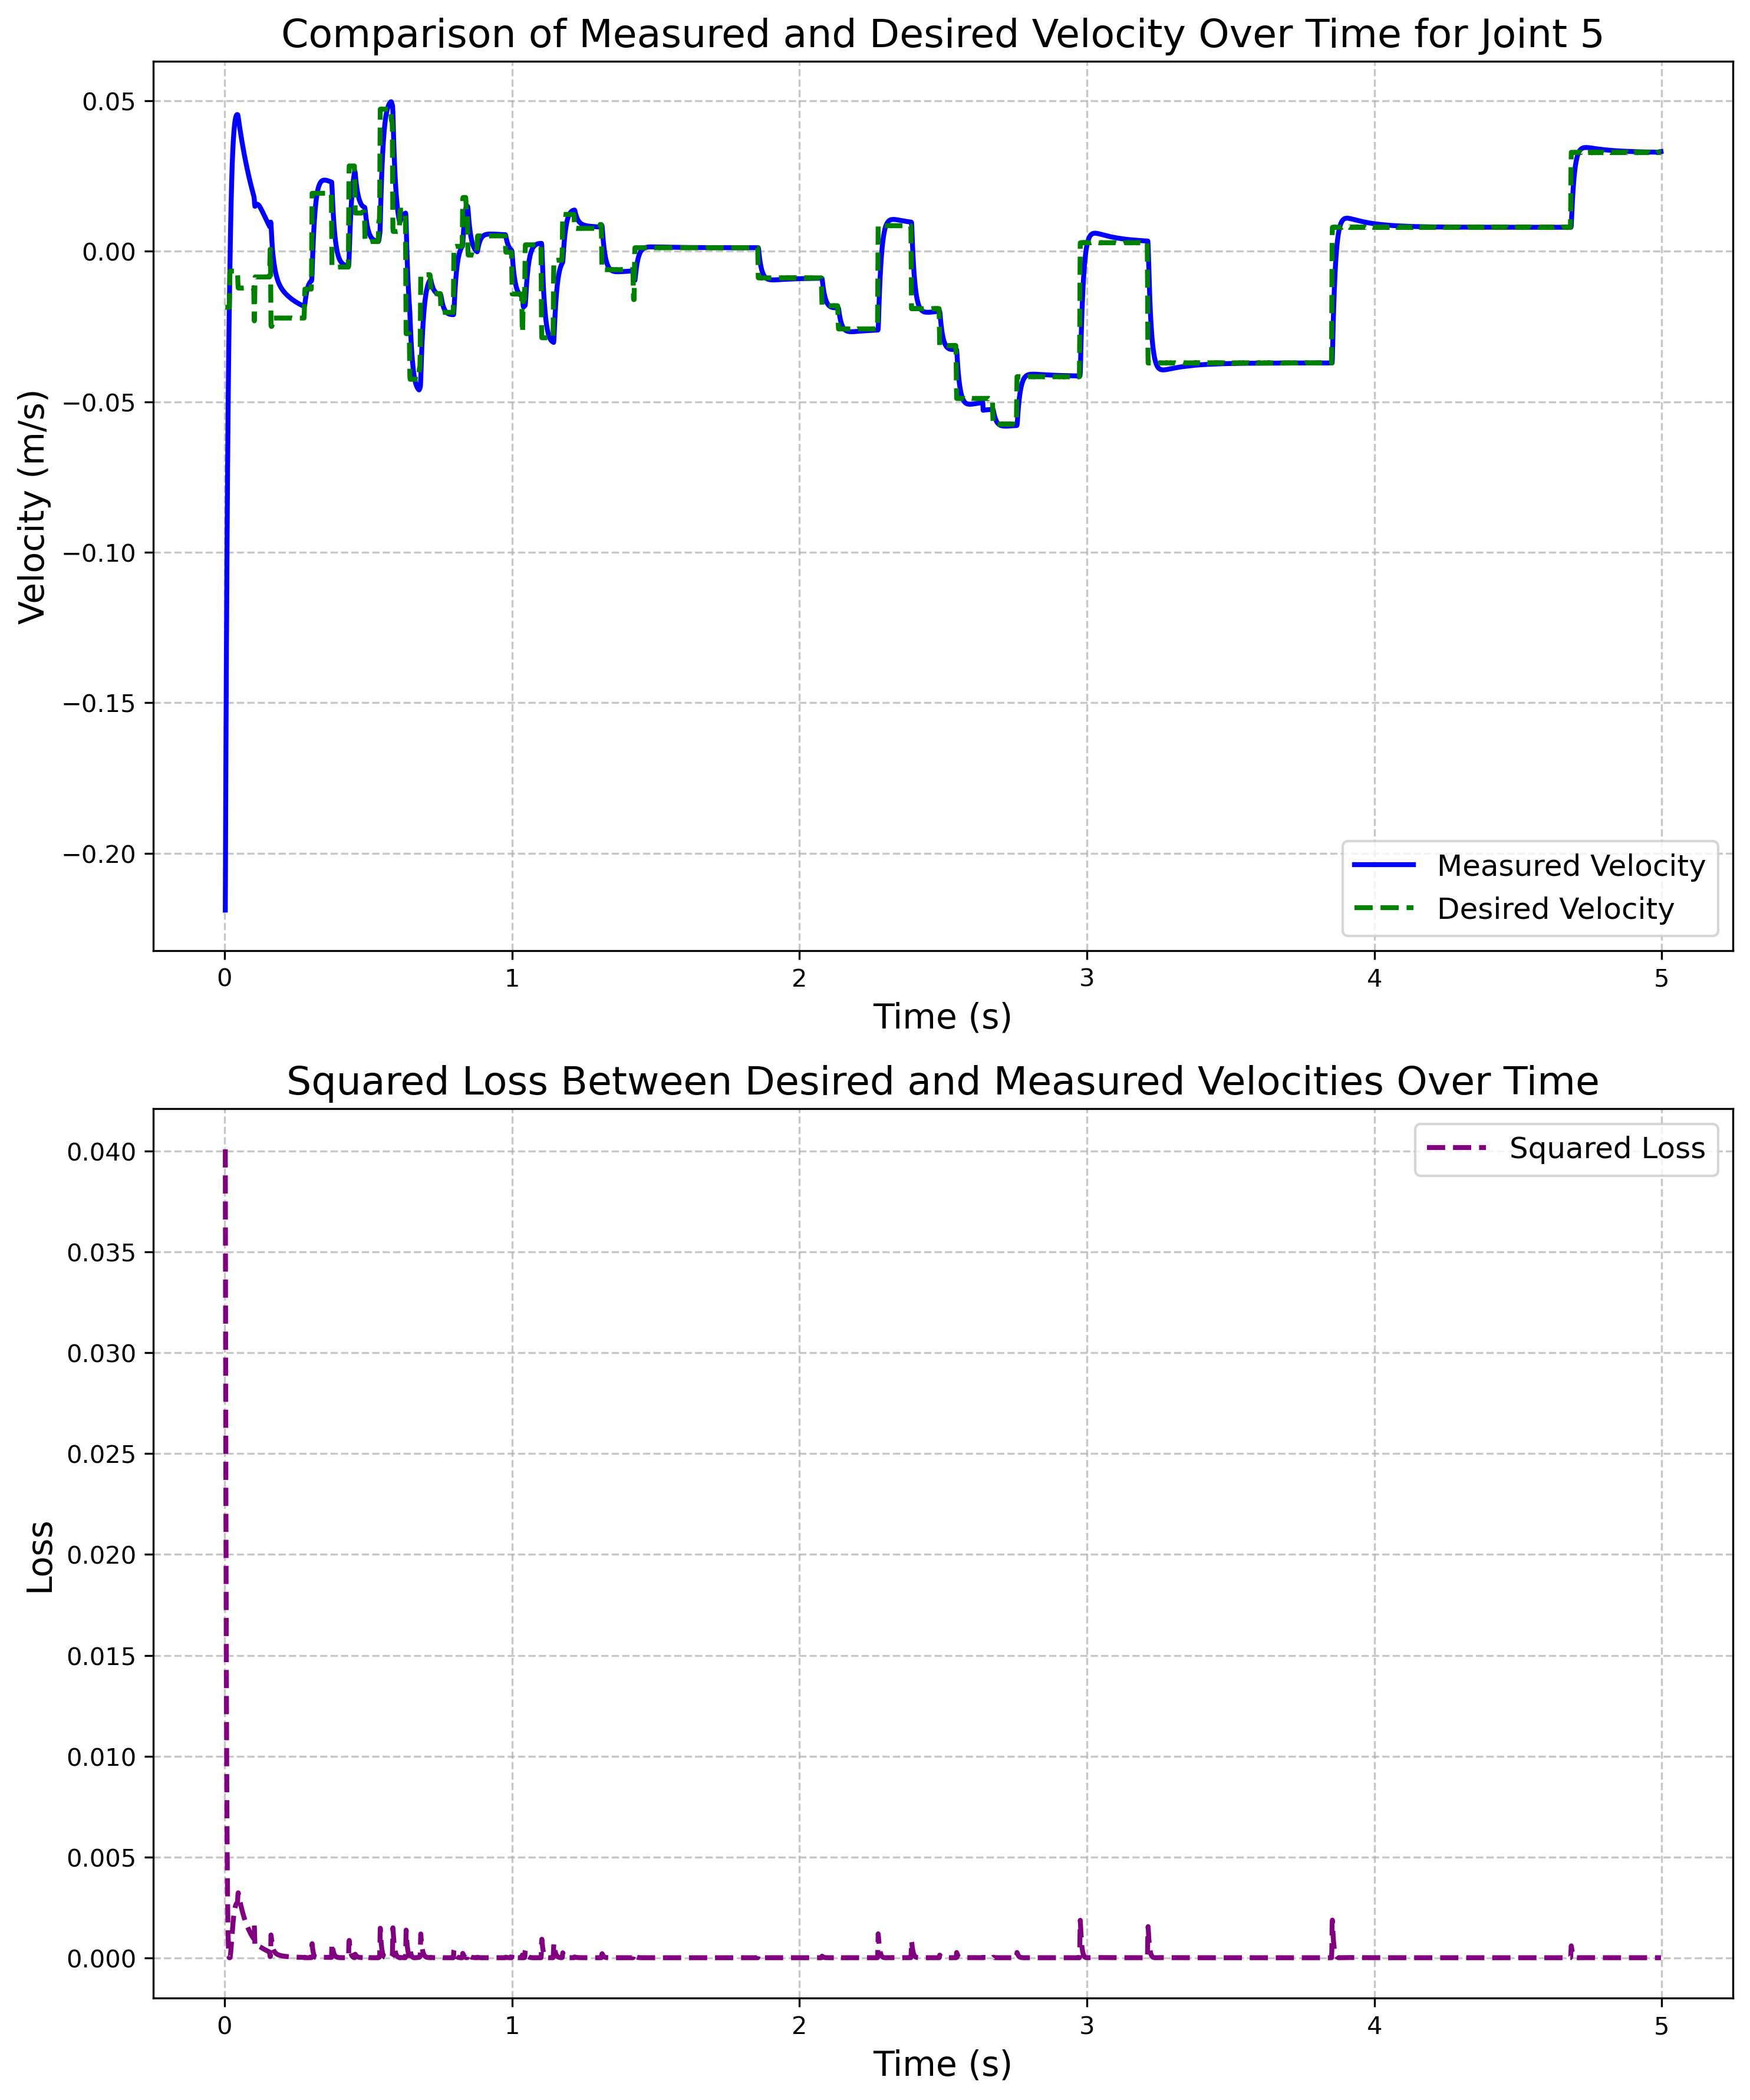 Comparison of Measured and Desired Velocity Over Time for Joint 5
Velocity (m/s)
0.05
0.00
−0.05
−0.10
−0.15
−0.20
Measured Velocity
Desired Velocity
0 1 2 3 4 5
Time (s)
Squared Loss Between Desired and Measured Velocities Over Time
Loss
0.040
0.035
0.030
0.025
0.020
0.015
0.010
0.005
0.000
Squared Loss
0 1 2 3 4 5
Time (s)